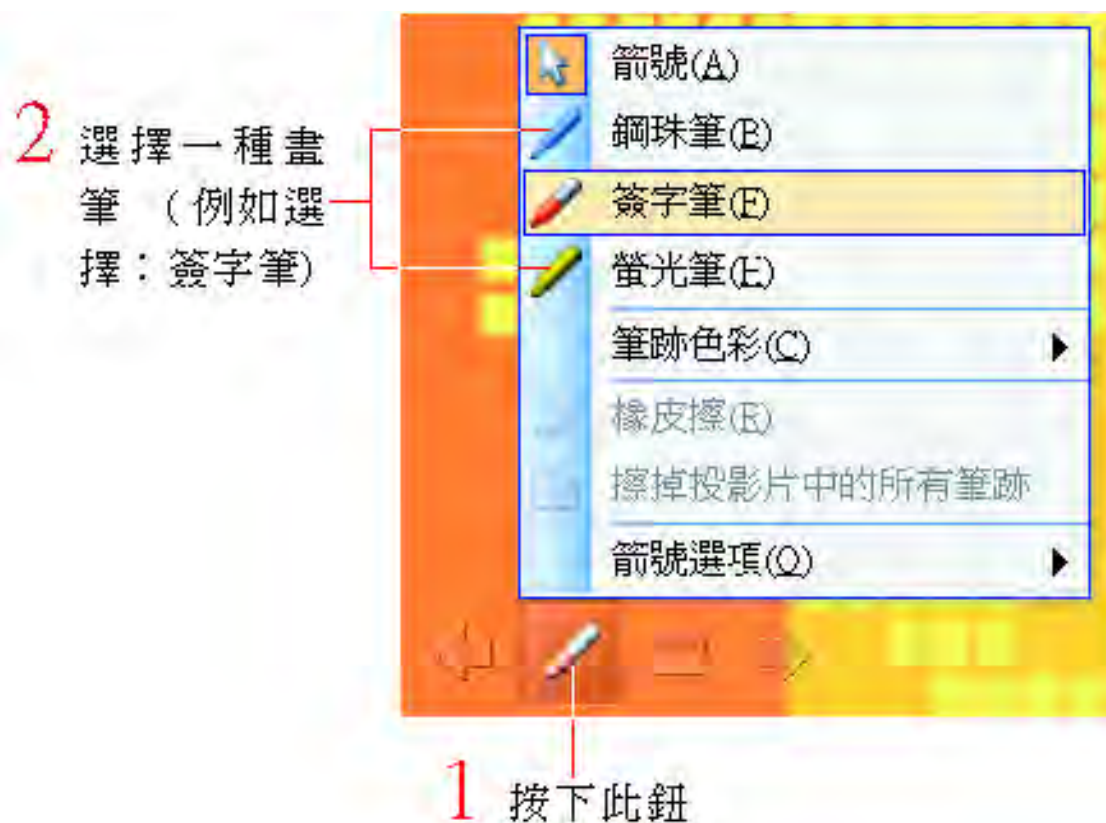 箭號(A)
鋼珠筆(B)
簽字筆(F)
螢光筆(H)
筆跡色彩(C)
橡皮擦(R)
擦掉投影片中的所有筆跡
箭號選項(O)
2 選擇一種畫
筆 (例如選
擇：簽字筆)
1 按下此鈕